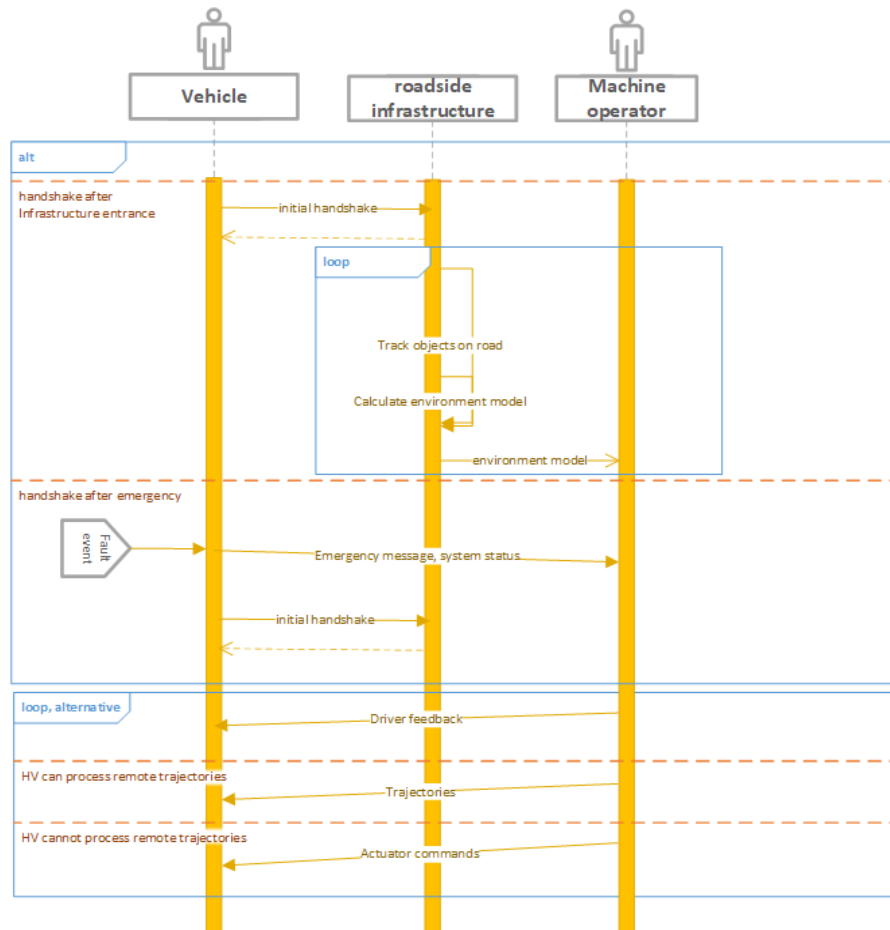 Vehicle
roadside
infrastructure
Machine
operator
alt
handshake after
Infrastructure entrance
initial handshake
loop
Track objects on road
Calculate environment model
environment model
handshake after emergency
Fault
event
Emergency message, system status
initial handshake
loop, alternative
Driver feedback
HV can process remote trajectories
Trajectories
HV cannot process remote trajectories
Actuator commands